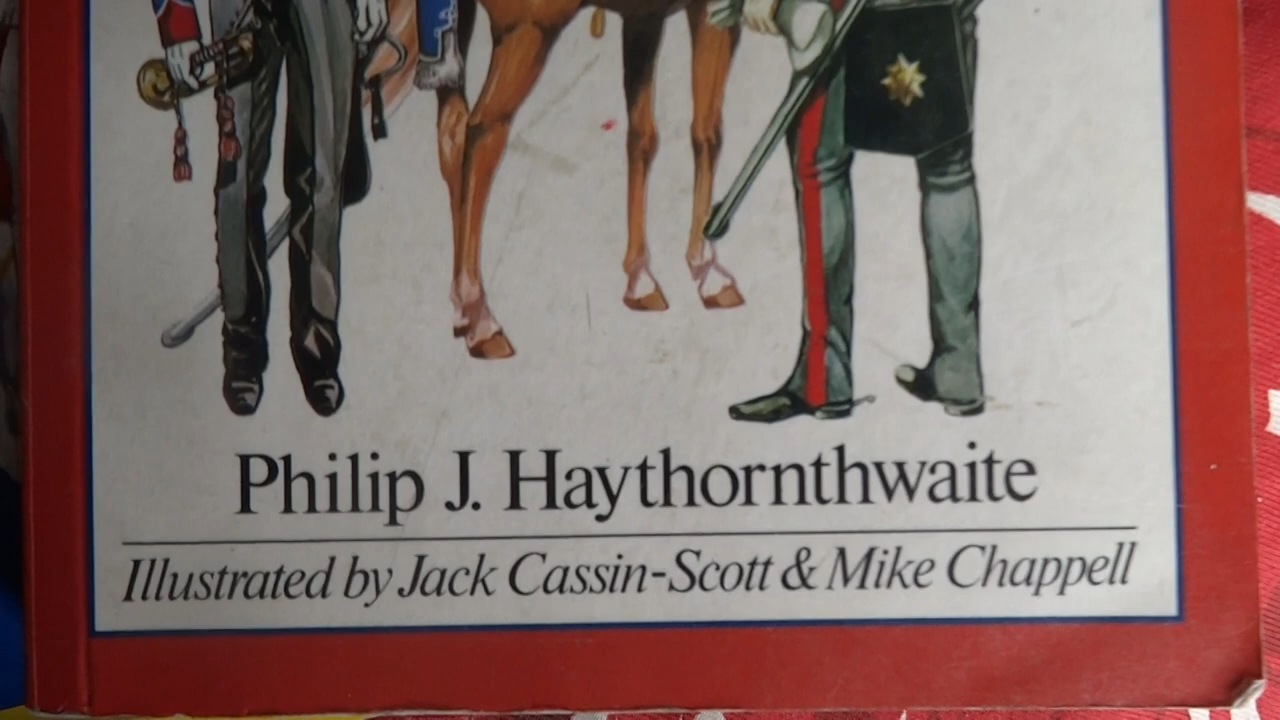 Philip J. Haythornthwaite
Illustrated by Jack Cassin-Scott & Mike Chappell